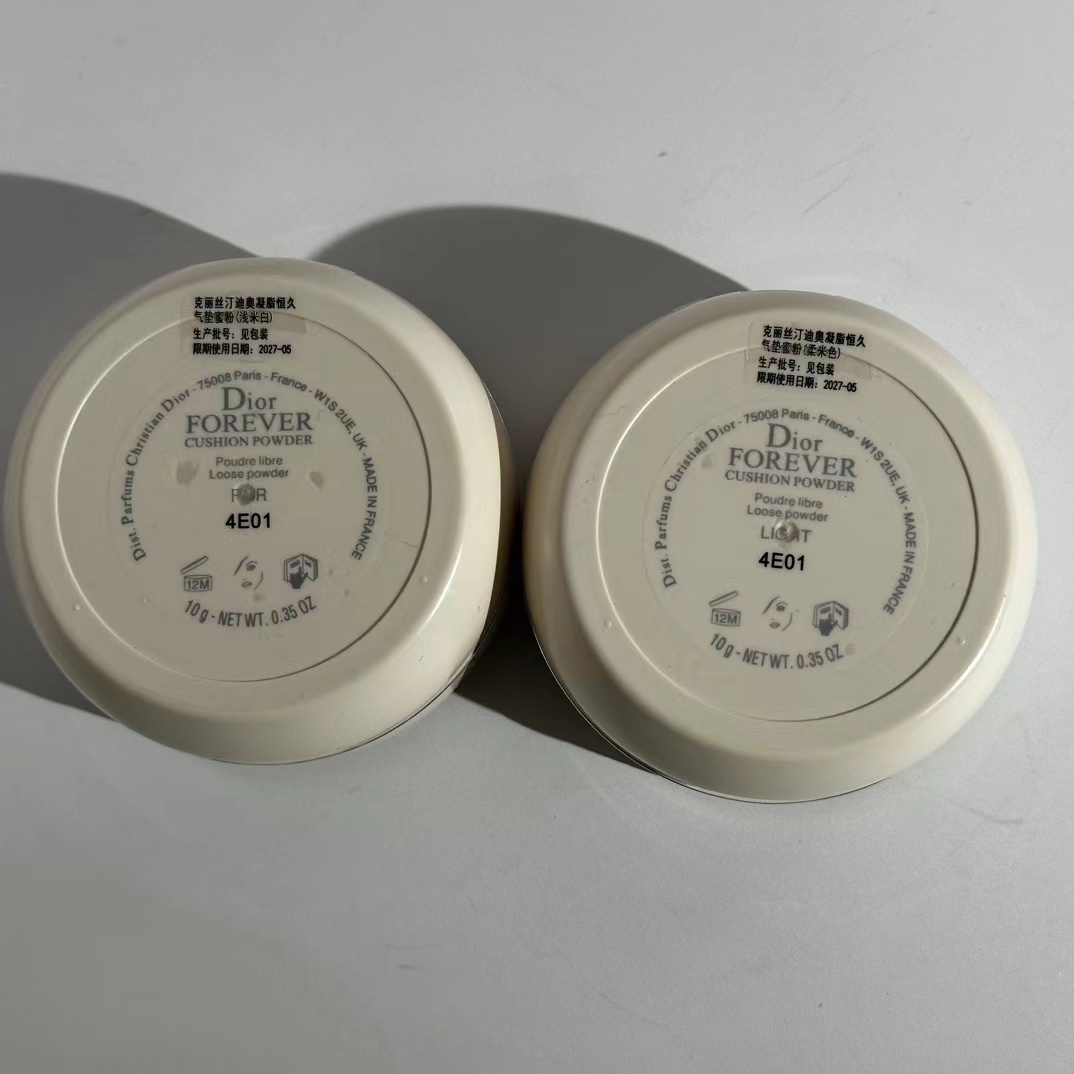 克丽丝汀迪奥凝脂恒久
气垫蜜粉(浅米白)
生产批号：见包装
限期使用日期：2027-05
Dist. Parfums Christian Dior - 75008 Paris - France - W1S 2UE, UK - MADE IN FRANCE
Dior
FOREVER
CUSHION POWDER
Poudre libre
Loose powder
FAIR
4E01
12M
10 g - NET WT. 0.35 OZ
克丽丝汀迪奥凝脂恒久
气垫蜜粉(柔米色)
生产批号：见包装
限期使用日期：2027-05
Dist. Parfums Christian Dior - 75008 Paris - France - W1S 2UE, UK - MADE IN FRANCE
Dior
FOREVER
CUSHION POWDER
Poudre libre
Loose powder
LIGHT
4E01
12M
10 g - NET WT. 0.35 OZ